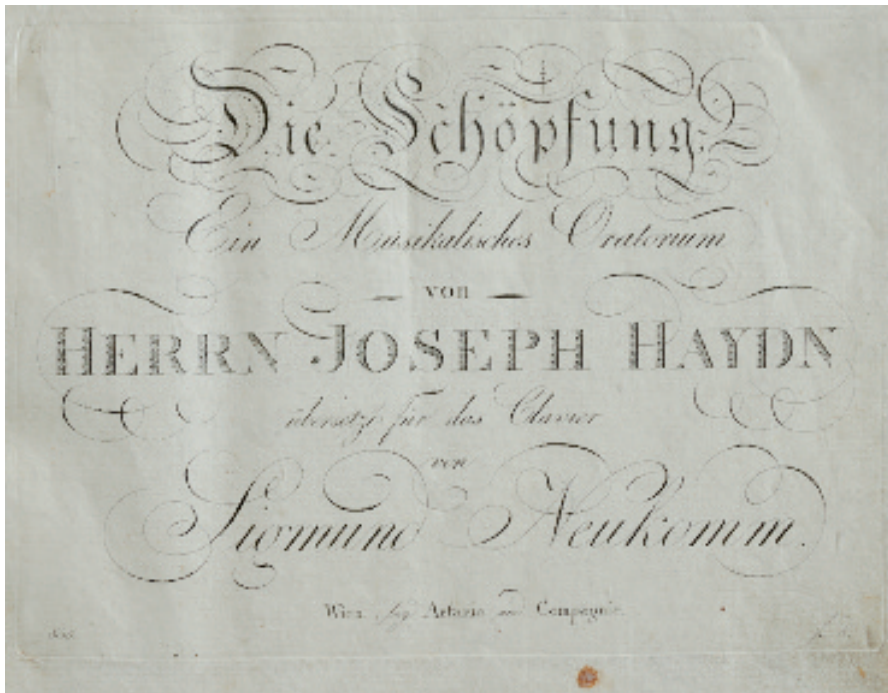 Die Schöpfung.
Ein Musikalisches Oratorium
von
HERRN JOSEPH HAYDN
übersetzt für das Clavier
von
Sigmund Neukomm.
Wien bey Artaria und Compagnie.